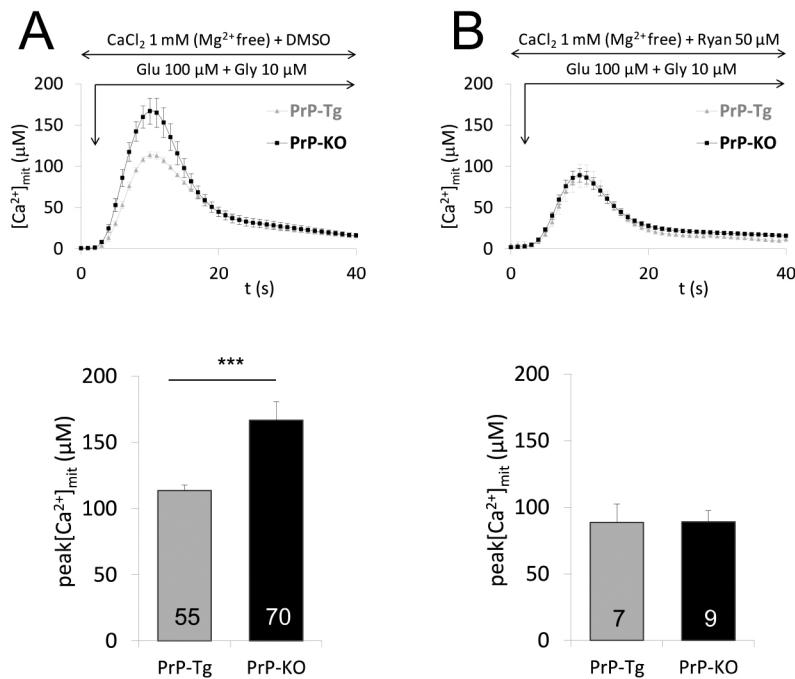 A
CaCl₂ 1 mM (Mg²⁺free) + DMSO
Glu 100 µM + Gly 10 µM
200
150
100
50
0
[Ca²⁺]mit (µM)
PrP-Tg
PrP-KO
0
20
40
t (s)
B
CaCl₂ 1 mM (Mg²⁺free) + Ryan 50 µM
Glu 100 µM + Gly 10 µM
200
150
100
50
0
[Ca²⁺]mit (µM)
PrP-Tg
PrP-KO
0
20
40
t (s)
***
200
150
100
50
0
peak[Ca²⁺]mit (µM)
55
70
PrP-Tg
PrP-KO
200
150
100
50
0
peak[Ca²⁺]mit (µM)
7
9
PrP-Tg
PrP-KO